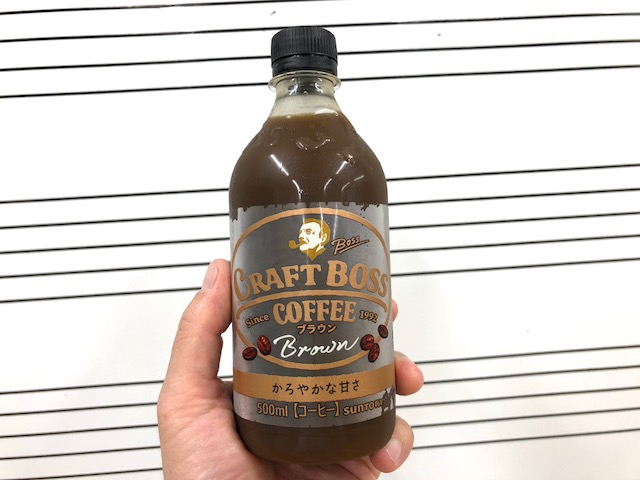 Boss
CRAFT BOSS
COFFEE
Since 1992
ブラウン
Brown
かろやかな甘さ
500ml【コーヒー】